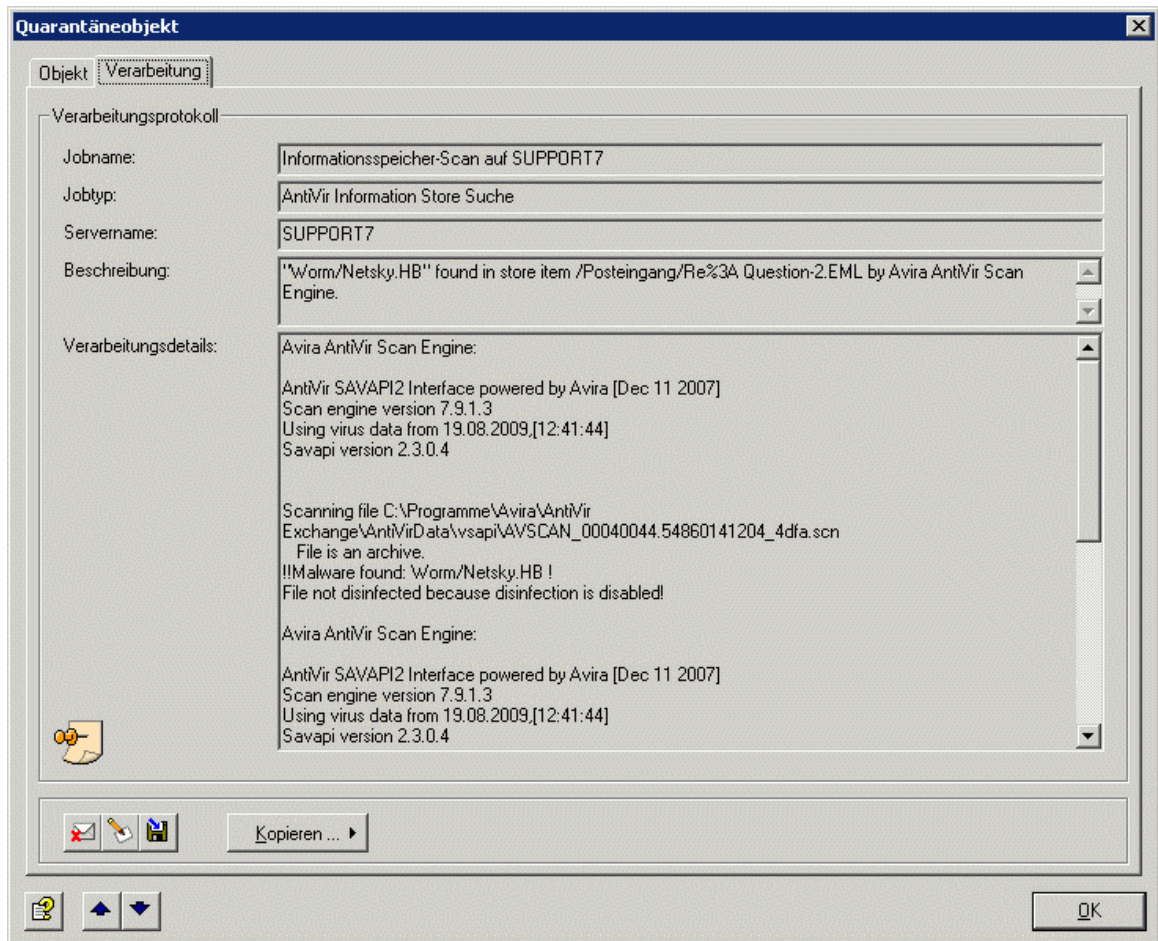 Quarantäneobjekt
Objekt
Verarbeitung
Verarbeitungsprotokoll
Jobname:
Informationsspeicher-Scan auf SUPPORT7
Jobtyp:
AntiVir Information Store Suche
Servername:
SUPPORT7
Beschreibung:
"Worm/Netsky.HB" found in store item /Posteingang/Re%3A Question-2.EML by Avira AntiVir Scan
Engine.
Verarbeitungsdetails:
Avira AntiVir Scan Engine:
AntiVir SAVAPI2 Interface powered by Avira [Dec 11 2007]
Scan engine version 7.9.1.3
Using virus data from 19.08.2009,[12:41:44]
Savapi version 2.3.0.4
Scanning file C:\Programme\Avira\AntiVir
Exchange\AntiVirData\vsapi\AVSCAN_00040044.54860141204_4dfa.scn
File is an archive.
!!Malware found: Worm/Netsky.HB !
File not disinfected because disinfection is disabled!
Avira AntiVir Scan Engine:
AntiVir SAVAPI2 Interface powered by Avira [Dec 11 2007]
Scan engine version 7.9.1.3
Using virus data from 19.08.2009,[12:41:44]
Savapi version 2.3.0.4
Kopieren ...
OK